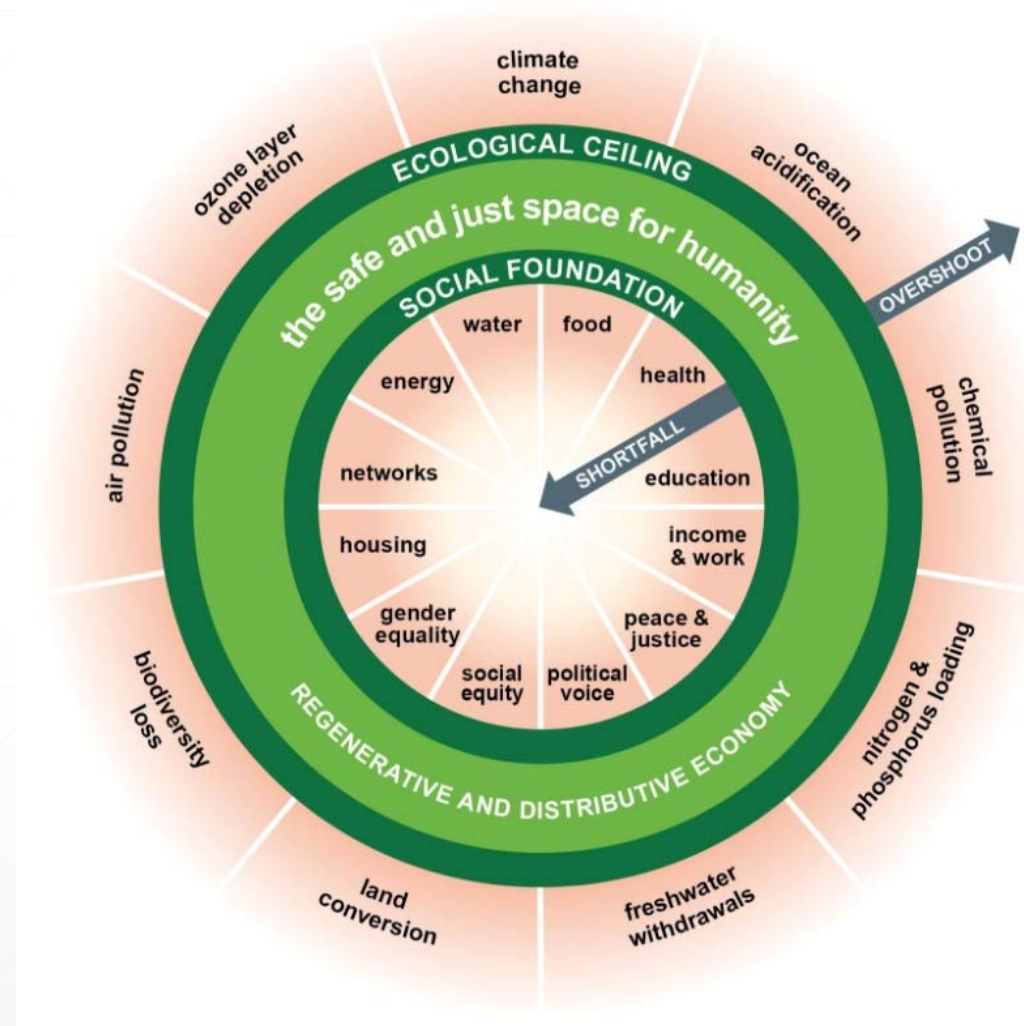 climate
change
ocean
acidification
OVERSHOOT
chemical
pollution
nitrogen &
phosphorus loading
freshwater
withdrawals
land
conversion
biodiversity
loss
air pollution
ozone layer
depletion
ECOLOGICAL CEILING
the safe and just space for humanity
SOCIAL FOUNDATION
water
food
health
SHORTFALL
education
income
& work
peace &
justice
political
voice
social
equity
gender
equality
housing
networks
energy
REGENERATIVE AND DISTRIBUTIVE ECONOMY